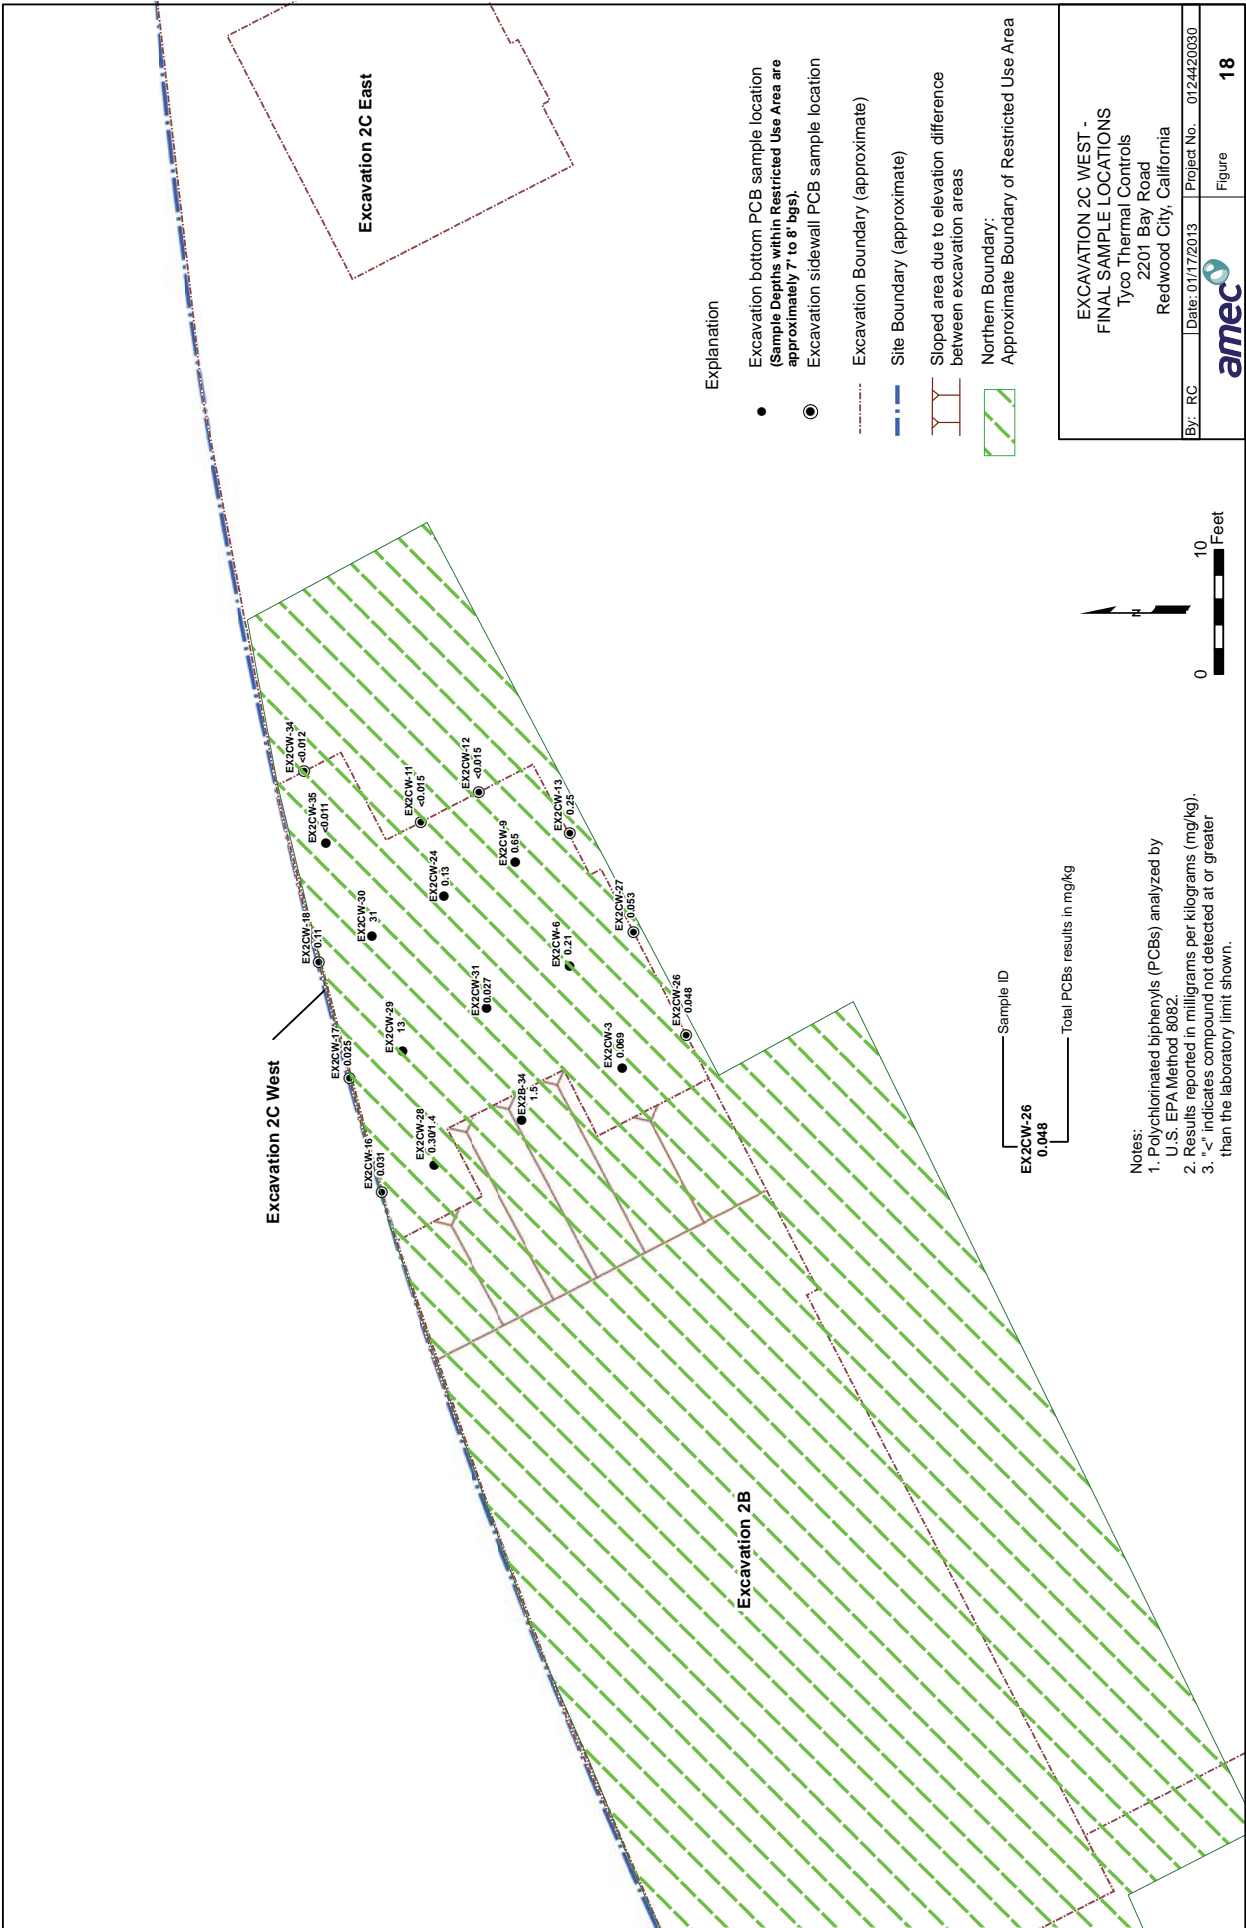 Excavation 2C East
Excavation 2C West
EX2CW-34
<0.012
EX2CW-35
<0.011
EX2CW-18
0.11
EX2CW-30
31
EX2CW-11
<0.015
EX2CW-12
<0.015
EX2CW-17
0.025
EX2CW-29
13
EX2CW-24
0.13
EX2CW-9
0.65
EX2CW-13
0.25
EX2CW-16
0.031
EX2CW-28
0.30/1.4
EX2CW-31
0.027
EX2CW-6
0.21
EX2CW-27
0.053
EX2B-34
1.5
EX2CW-3
0.069
EX2CW-26
0.048
Excavation 2B
Explanation
Excavation bottom PCB sample location
(Sample Depths within Restricted Use Area are
approximately 7' to 8' bgs).
Excavation sidewall PCB sample location
Excavation Boundary (approximate)
Site Boundary (approximate)
Sloped area due to elevation difference
between excavation areas
Northern Boundary:
Approximate Boundary of Restricted Use Area
EX2CW-26
0.048
Sample ID
Total PCBs results in mg/kg
Notes:
1. Polychlorinated biphenyls (PCBs) analyzed by
U.S. EPA Method 8082.
2. Results reported in milligrams per kilograms (mg/kg).
3. "<" indicates compound not detected at or greater
than the laboratory limit shown.
N
0 10
Feet
EXCAVATION 2C WEST -
FINAL SAMPLE LOCATIONS
Tyco Thermal Controls
2201 Bay Road
Redwood City, California
By: RC Date: 01/17/2013 Project No. 0124420030
amec
Figure 18